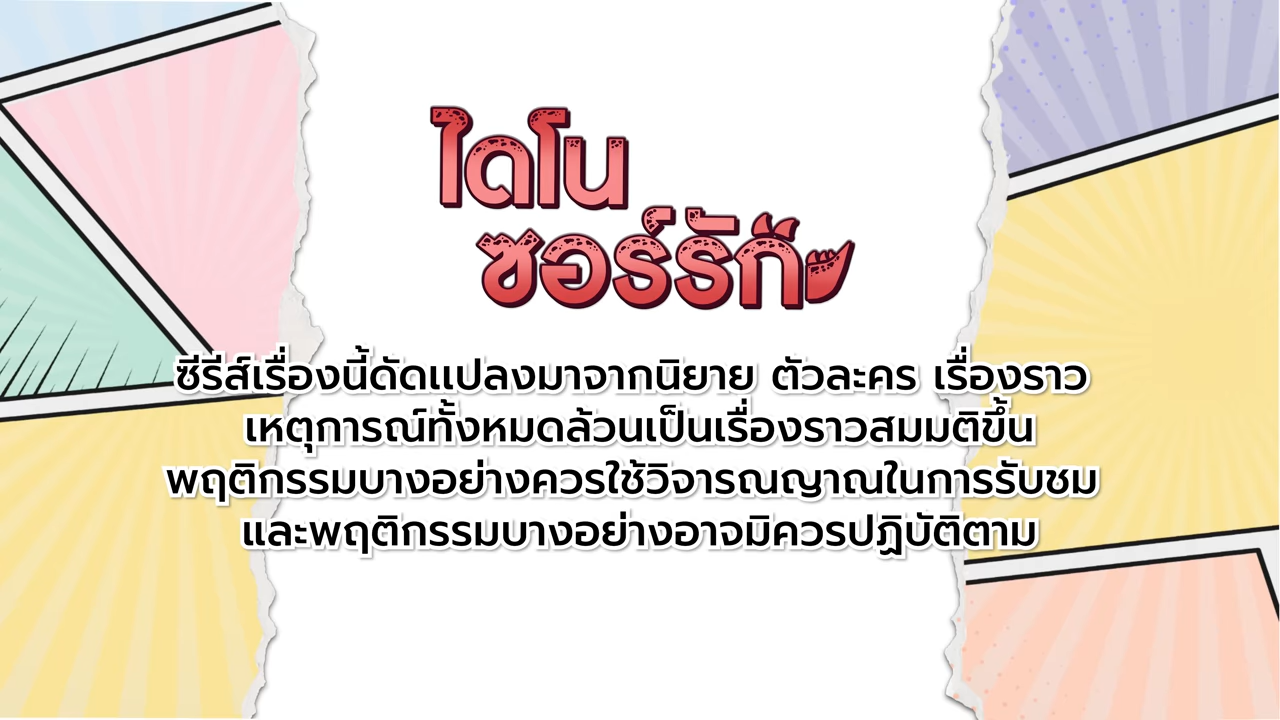 ไดโน
ซอร์รัก
ซีรีส์เรื่องนี้ดัดแปลงมาจากนิยาย ตัวละคร เรื่องราว
เหตุการณ์ทั้งหมดล้วนเป็นเรื่องราวสมมติขึ้น
พฤติกรรมบางอย่างควรใช้วิจารณญาณในการรับชม
และพฤติกรรมบางอย่างอาจมิควรปฏิบัติตาม